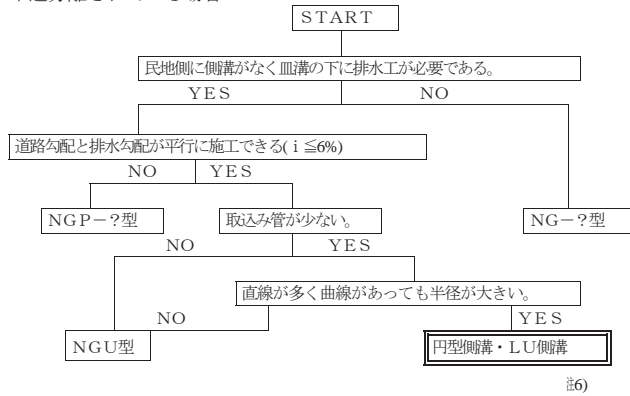 START
民地側に側溝がなく皿溝の下に排水工が必要である。
YES NO
道路勾配と排水勾配が平行に施工できる(ｉ≦6%)
NO YES
NGP－?型 取込み管が少ない。 NG－?型
NO YES
直線が多く曲線があっても半径が大きい。
NO YES
NGU型 円型側溝・LU側溝
注6)